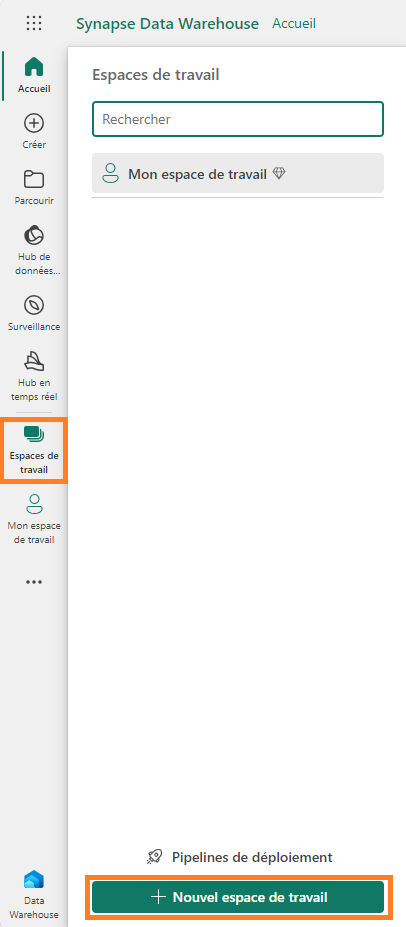 Synapse Data Warehouse Accueil
Accueil
Créer
Parcourir
Hub de
données...
Surveillance
Hub en
temps réel
Espaces de
travail
Mon espace
de travail
Data
Warehouse
Espaces de travail
Rechercher
Mon espace de travail
Pipelines de déploiement
Nouvel espace de travail